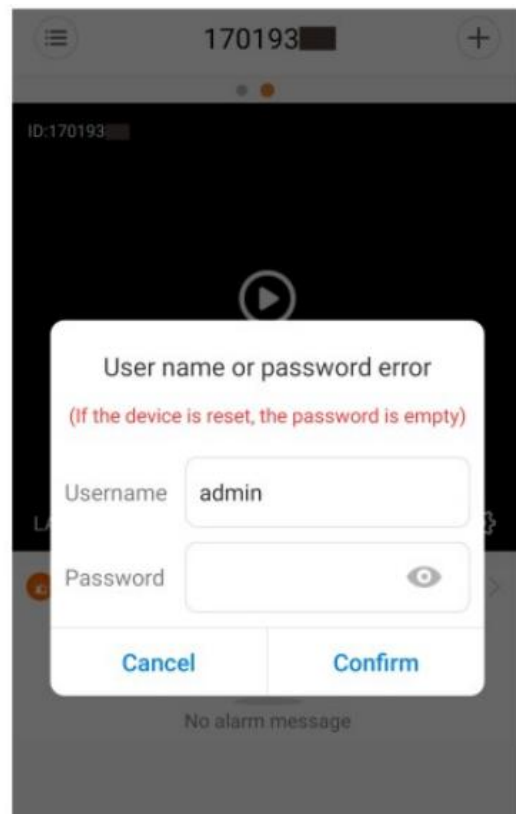 170193
ID:170193
User name or password error
(If the device is reset, the password is empty)
Username admin
Password
Cancel Confirm
No alarm message